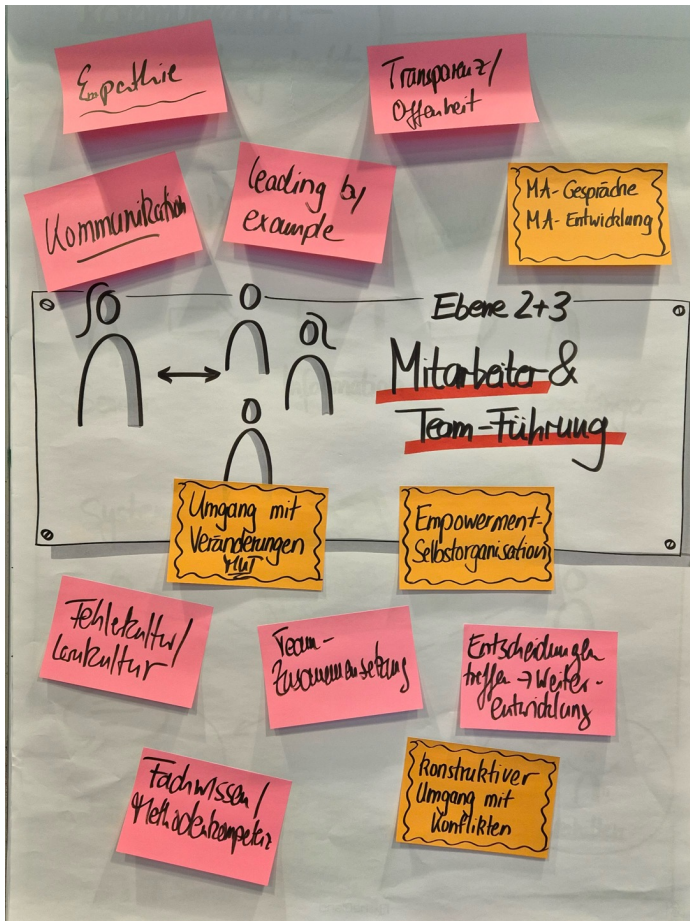 Empathie
Transparenz/
Offenheit
Kommunikation
leading by
example
MA-Gespräche
MA-Entwicklung
Ebene 2+3
Mitarbeiter &
Team-Führung
Umgang mit
Veränderungen
MUT
Empowerment-
Selbstorganisation
Fehlerkultur/
Lernkultur
Team-
Zusammensetzung
Entscheidungen
treffen → Weiter-
entwicklung
Fachwissen/
Methodenkompetenz
konstruktiver
Umgang mit
Konflikten